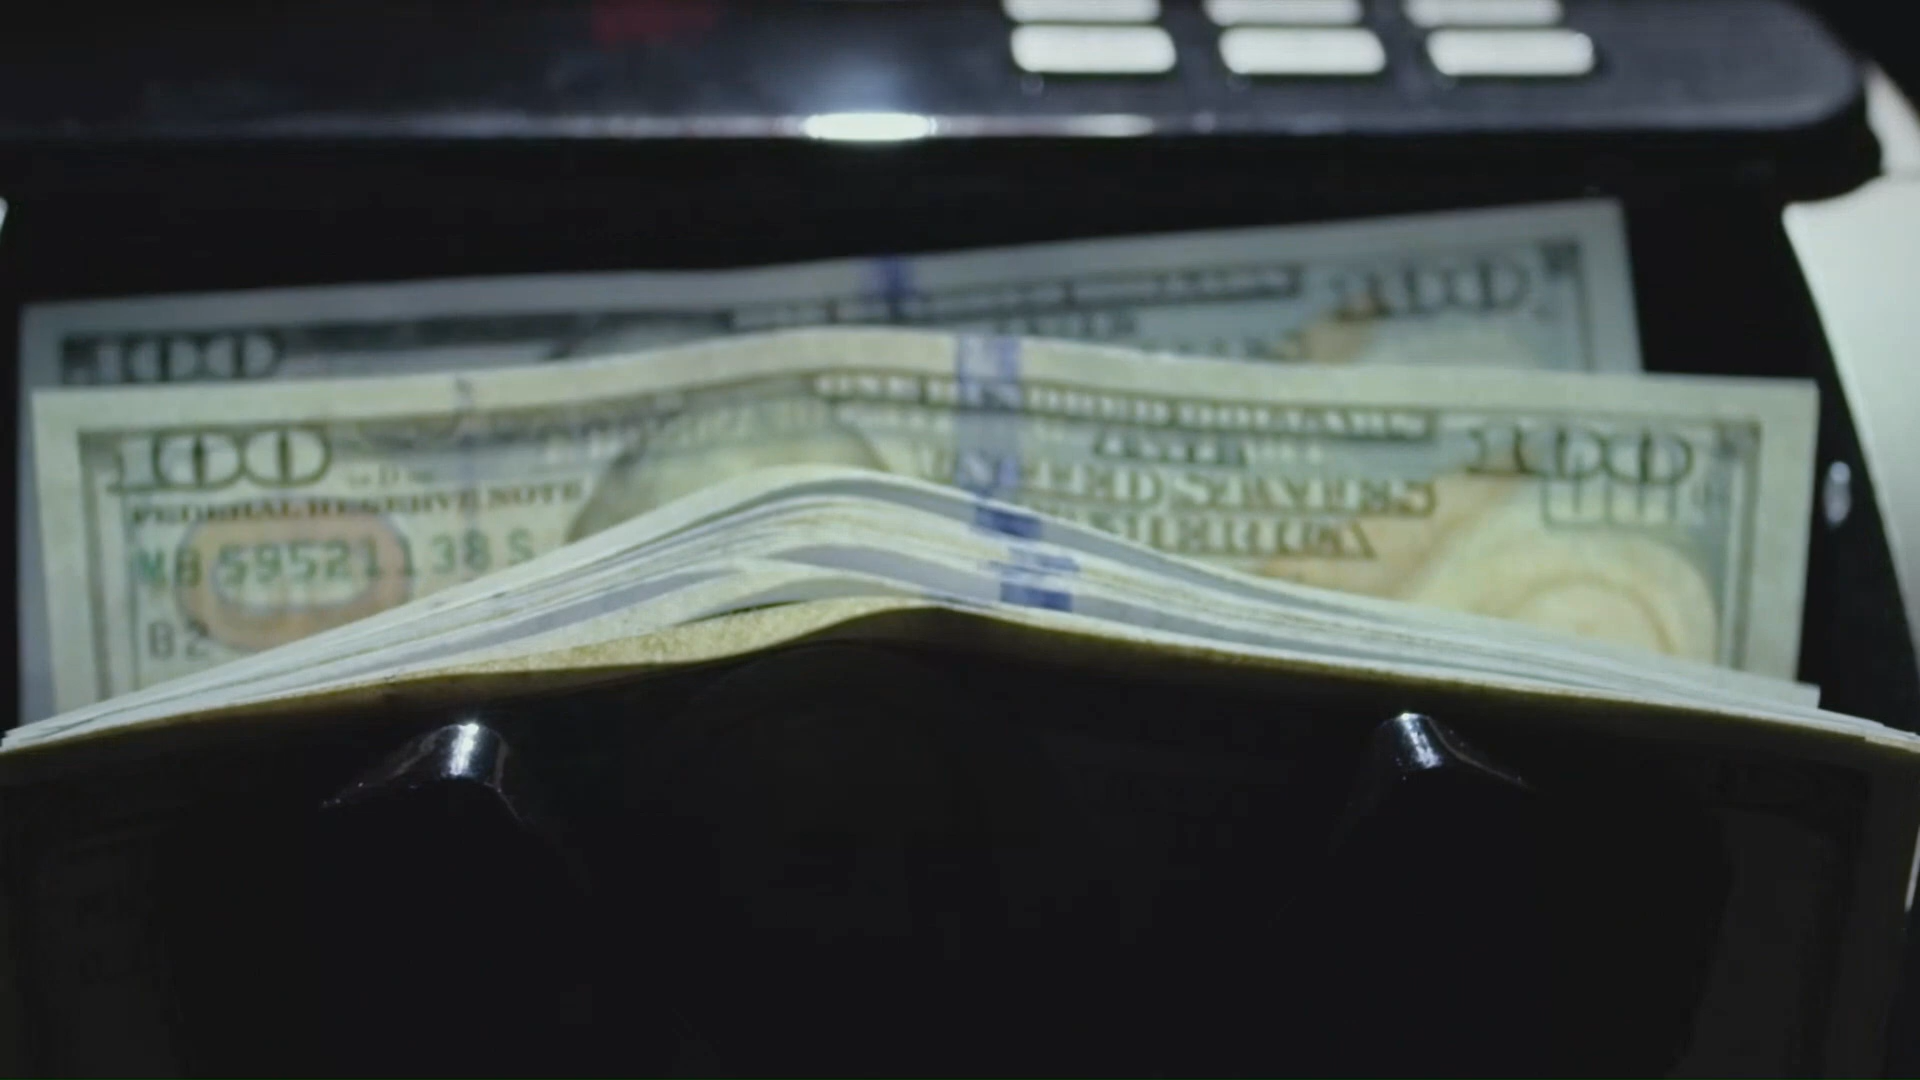 100
100
ONE HUNDRED DOLLARS
100
100
FEDERAL RESERVE NOTE
UNITED STATES
MB 59521138 S
B2